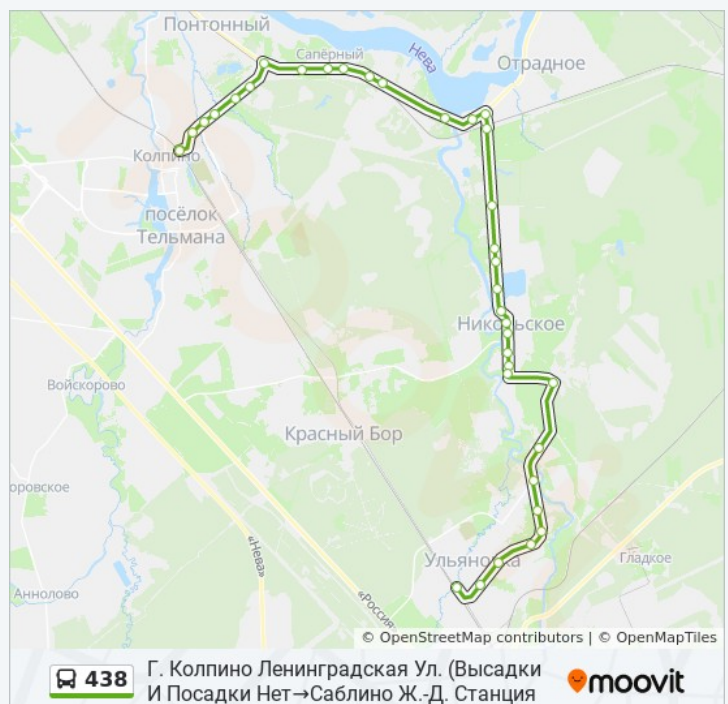 Понтонный
Сапёрный
Нева
Отрадное
Колпино
посёлок
Тельмана
Никольское
Войскорово
Красный Бор
оровское
«Нева»
Ульяновка
Гладкое
Аннолово
«Россия»
© OpenStreetMap contributors | © OpenMapTiles
438
Г. Колпино Ленинградская Ул. (Высадки
И Посадки Нет→Саблино Ж.-Д. Станция
moovit